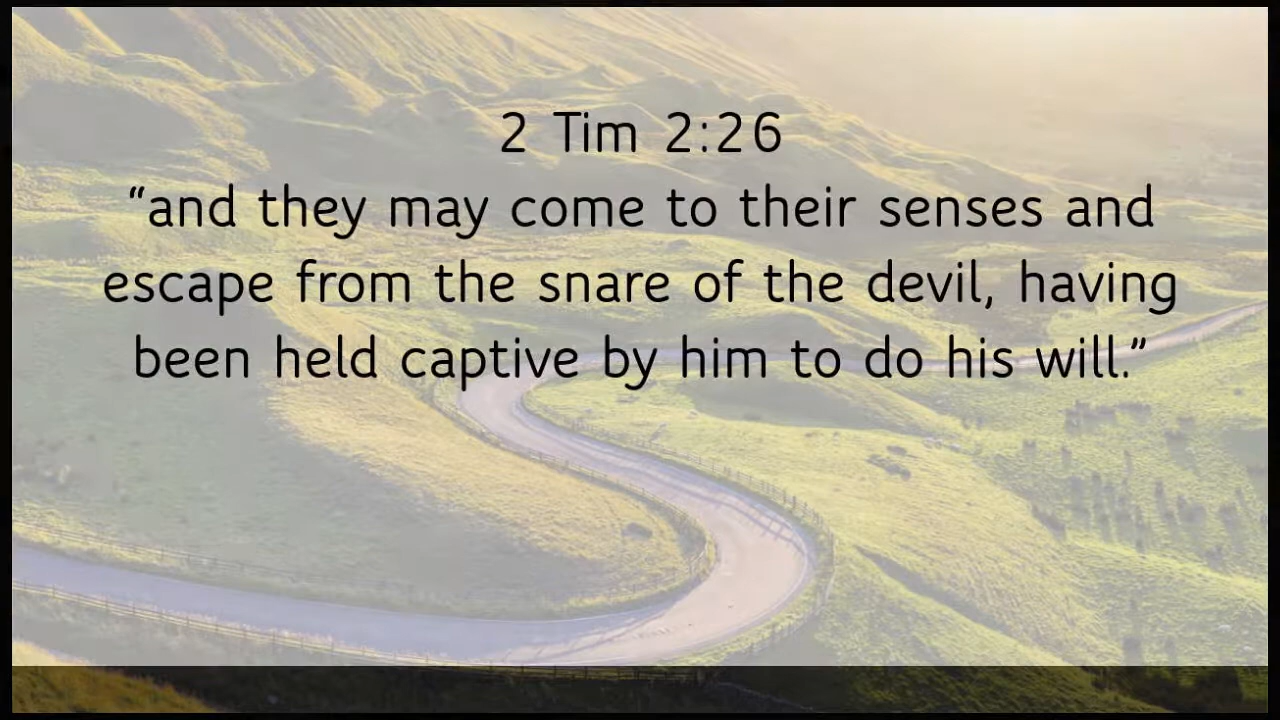 2 Tim 2:26
“and they may come to their senses and
escape from the snare of the devil, having
been held captive by him to do his will.”